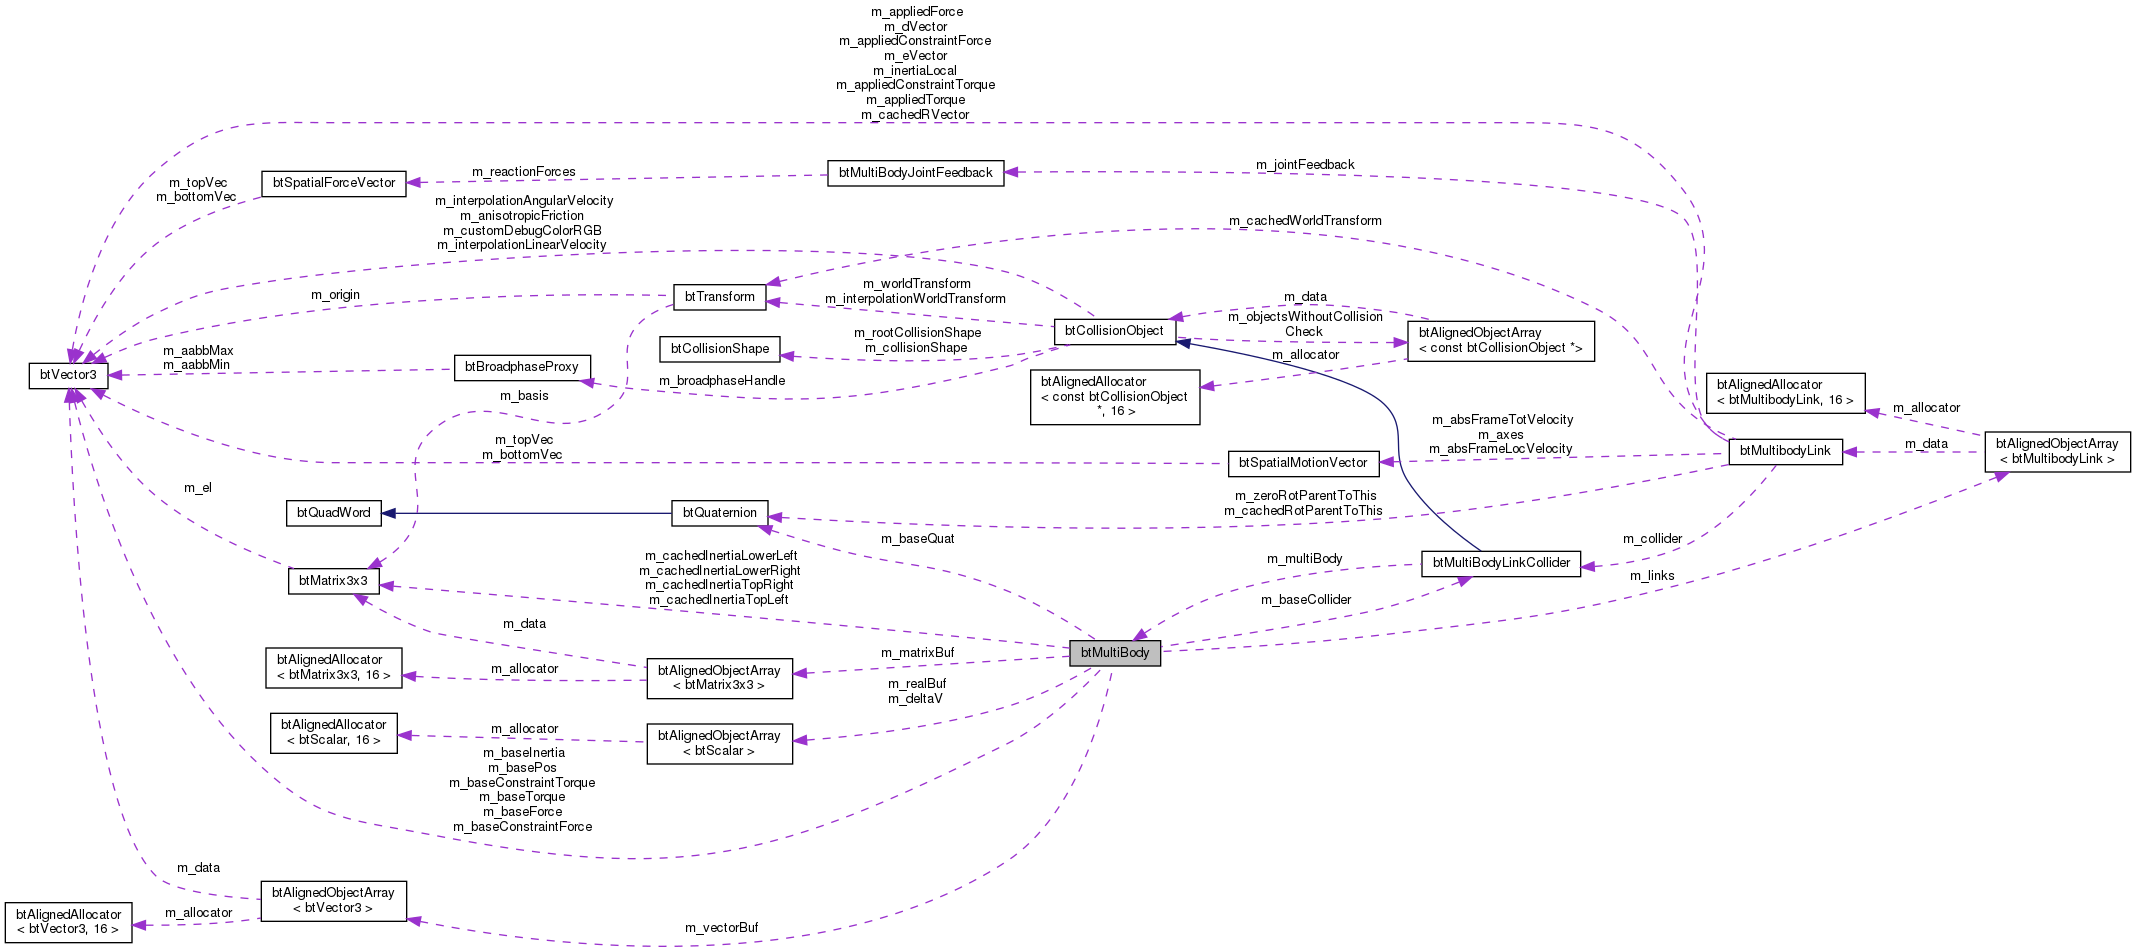 m_appliedForce
m_dVector
m_appliedConstraintForce
m_eVector
m_inertiaLocal
m_appliedConstraintTorque
m_appliedTorque
m_cachedRVector
m_jointFeedback
m_reactionForces
btMultiBodyJointFeedback
btSpatialForceVector
m_topVec
m_bottomVec
m_interpolationAngularVelocity
m_anisotropicFriction
m_customDebugColorRGB
m_interpolationLinearVelocity
m_cachedWorldTransform
m_origin
btTransform
m_worldTransform
m_interpolationWorldTransform
m_data
m_objectsWithoutCollision
Check
btCollisionObject
btAlignedObjectArray
< const btCollisionObject *>
m_rootCollisionShape
m_collisionShape
btCollisionShape
m_allocator
btVector3
m_aabbMax
m_aabbMin
btBroadphaseProxy
m_broadphaseHandle
btAlignedAllocator
< const btCollisionObject
*, 16 >
btAlignedAllocator
< btMultibodyLink, 16 >
m_basis
m_allocator
m_absFrameTotVelocity
m_axes
m_absFrameLocVelocity
m_topVec
m_bottomVec
btSpatialMotionVector
btMultibodyLink
m_data
btAlignedObjectArray
< btMultibodyLink >
m_el
btQuadWord
btQuaternion
m_zeroRotParentToThis
m_cachedRotParentToThis
m_baseQuat
m_collider
m_cachedInertiaLowerLeft
m_cachedInertiaLowerRight
m_cachedInertiaTopRight
m_cachedInertiaTopLeft
btMatrix3x3
m_multiBody
btMultiBodyLinkCollider
m_links
m_baseCollider
m_data
btMultiBody
m_matrixBuf
btAlignedAllocator
< btMatrix3x3, 16 >
m_allocator
btAlignedObjectArray
< btMatrix3x3 >
m_realBuf
m_deltaV
btAlignedAllocator
< btScalar, 16 >
m_allocator
btAlignedObjectArray
< btScalar >
m_baseInertia
m_basePos
m_baseConstraintTorque
m_baseTorque
m_baseForce
m_baseConstraintForce
m_data
btAlignedObjectArray
< btVector3 >
btAlignedAllocator
< btVector3, 16 >
m_allocator
m_vectorBuf